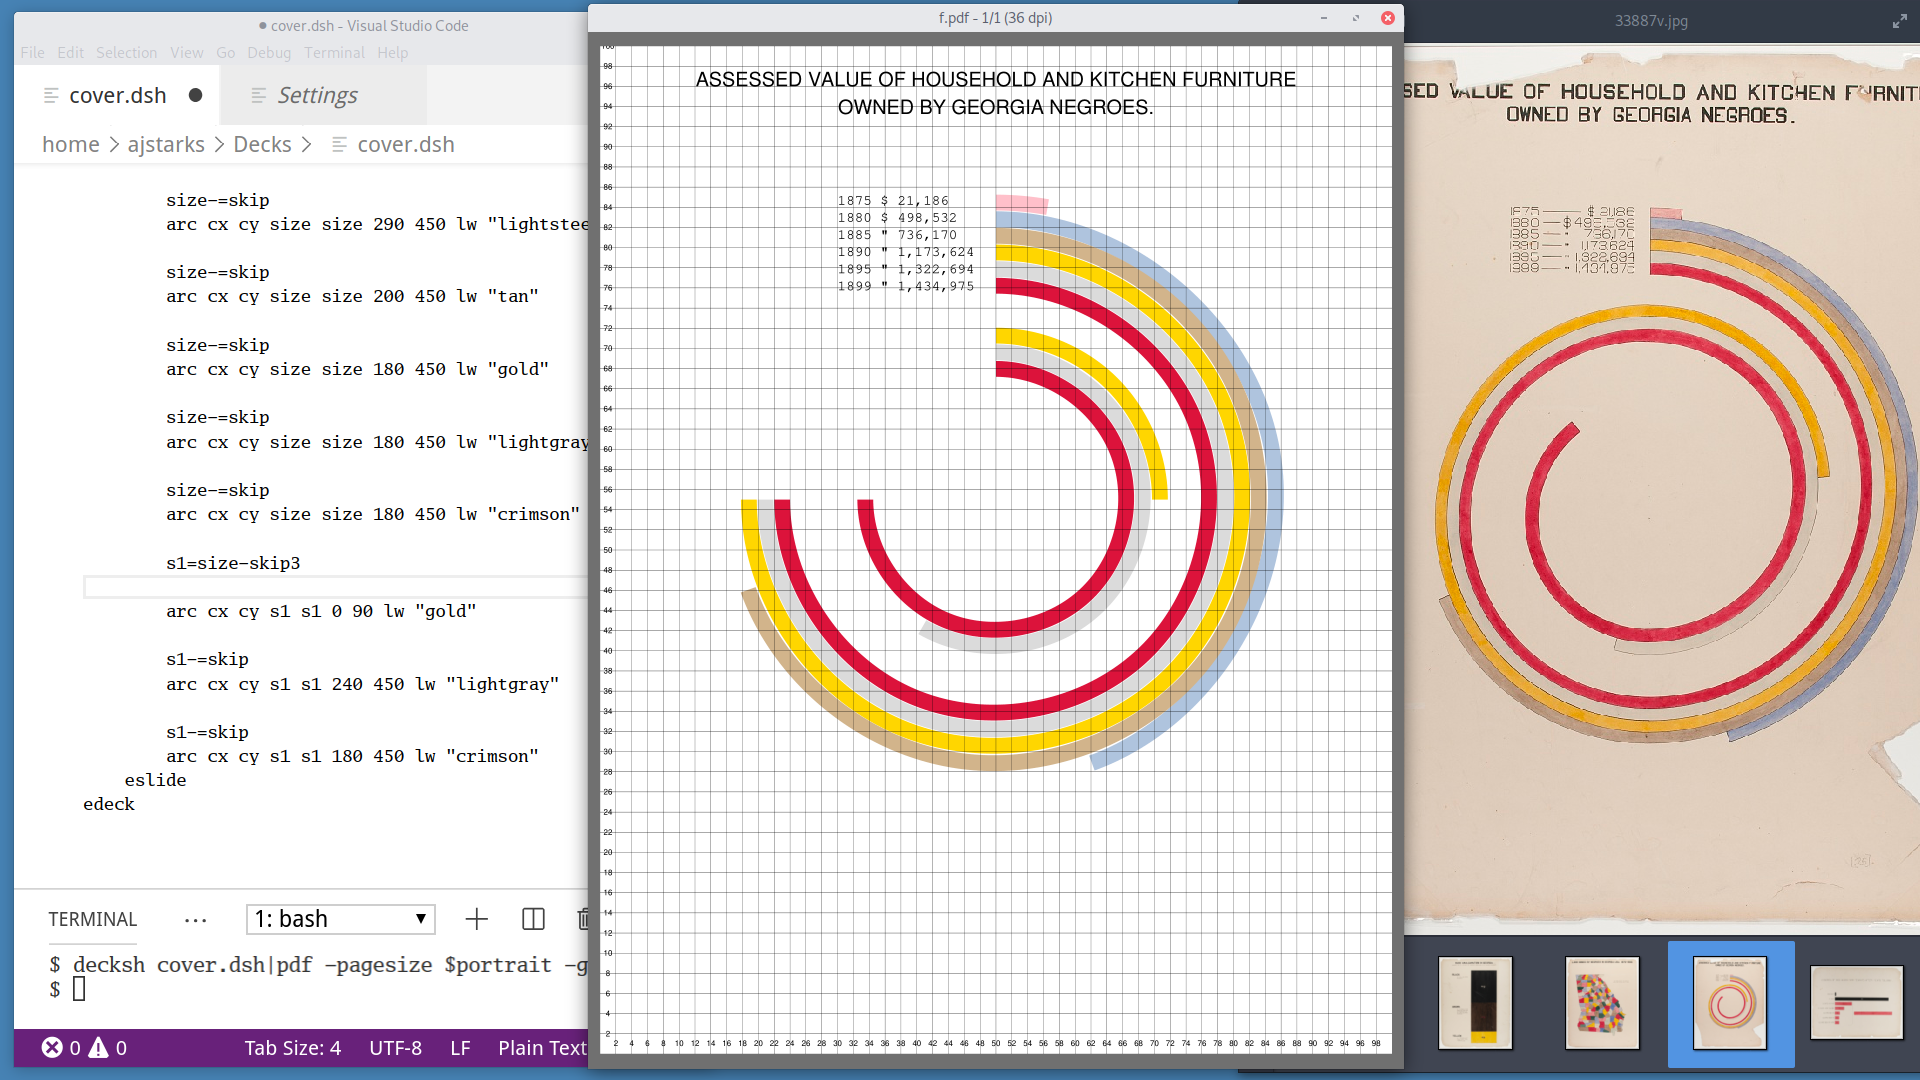 cover.dsh - Visual Studio Code
File Edit Selection View Go Debug Terminal Help
cover.dsh
Settings
home > ajstarks > Decks > cover.dsh
size-=skip
arc cx cy size size 290 450 lw "lightstee
size-=skip
arc cx cy size size 200 450 lw "tan"
size-=skip
arc cx cy size size 180 450 lw "gold"
size-=skip
arc cx cy size size 180 450 lw "lightgray
size-=skip
arc cx cy size size 180 450 lw "crimson"
s1=size-skip3
arc cx cy s1 s1 0 90 lw "gold"
s1-=skip
arc cx cy s1 s1 240 450 lw "lightgray"
s1-=skip
arc cx cy s1 s1 180 450 lw "crimson"
eslide
edeck
TERMINAL ... 1: bash
$ decksh cover.dsh|pdf -pagesize $portrait -g
$
0 0 Tab Size: 4 UTF-8 LF Plain Text
f.pdf - 1/1 (36 dpi)
ASSESSED VALUE OF HOUSEHOLD AND KITCHEN FURNITURE
OWNED BY GEORGIA NEGROES.
1875 $ 21,186
1880 $ 498,532
1885 " 736,170
1890 " 1,173,624
1895 " 1,322,694
1899 " 1,434,975
100
98
96
94
92
90
88
86
84
82
80
78
76
74
72
70
68
66
64
62
60
58
56
54
52
50
48
46
44
42
40
38
36
34
32
30
28
26
24
22
20
18
16
14
12
10
8
6
4
2
2 4 6 8 10 12 14 16 18 20 22 24 26 28 30 32 34 36 38 40 42 44 46 48 50 52 54 56 58 60 62 64 66 68 70 72 74 76 78 80 82 84 86 88 90 92 94 96 98
33887v.jpg
SED VALUE OF HOUSEHOLD AND KITCHEN FURNIT
OWNED BY GEORGIA NEGROES.
1875 $ 21,186
1880 $ 498,532
1885 " 736,170
1890 " 1,173,624
1895 " 1,322,694
1899 " 1,434,975